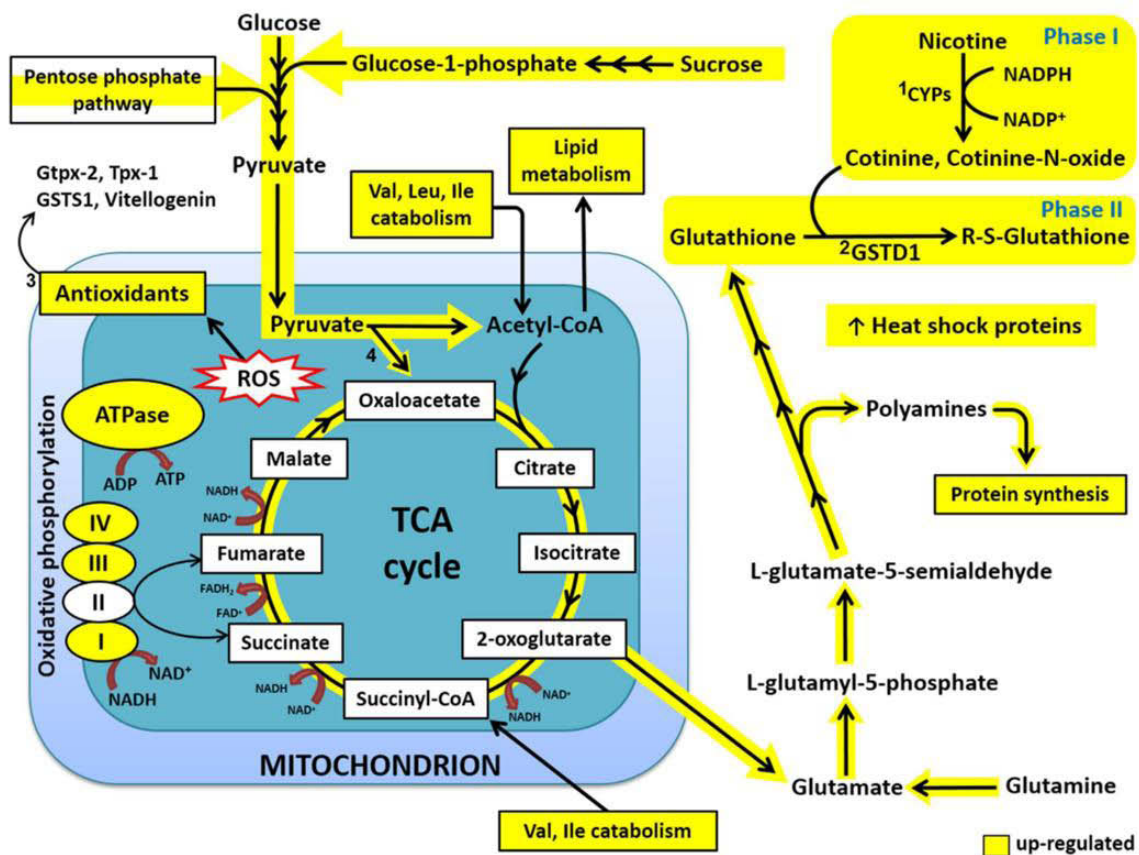 Glucose
Pentose phosphate
pathway
Glucose-1-phosphate
Sucrose
Pyruvate
Gtpx-2, Tpx-1
GSTS1, Vitellogenin
Val, Leu, Ile
catabolism
Lipid
metabolism
Phase I
Nicotine
¹CYPs
NADPH
NADP⁺
Cotinine, Cotinine-N-oxide
Phase II
Glutathione
R-S-Glutathione
²GSTD1
↑ Heat shock proteins
3
Antioxidants
Pyruvate
Acetyl-CoA
4
ROS
ATPase
ADP
ATP
Oxidative phosphorylation
IV
III
II
I
NAD⁺
NADH
Oxaloacetate
Malate
Citrate
NADH
NAD⁺
TCA
cycle
Fumarate
Isocitrate
FADH₂
FAD⁺
Succinate
2-oxoglutarate
NADH
NAD⁺
Succinyl-CoA
NAD⁺
NADH
MITOCHONDRION
Val, Ile catabolism
Polyamines
Protein synthesis
L-glutamate-5-semialdehyde
L-glutamyl-5-phosphate
Glutamate
Glutamine
up-regulated